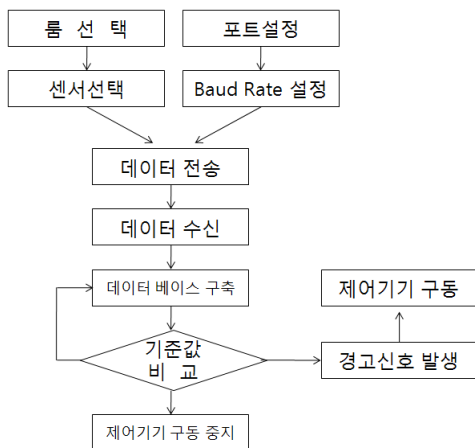 룸 선 택
포트설정
센서선택
Baud Rate 설정
데이터 전송
데이터 수신
데이터 베이스 구축
제어기기 구동
기준값
비 교
경고신호 발생
제어기기 구동 중지